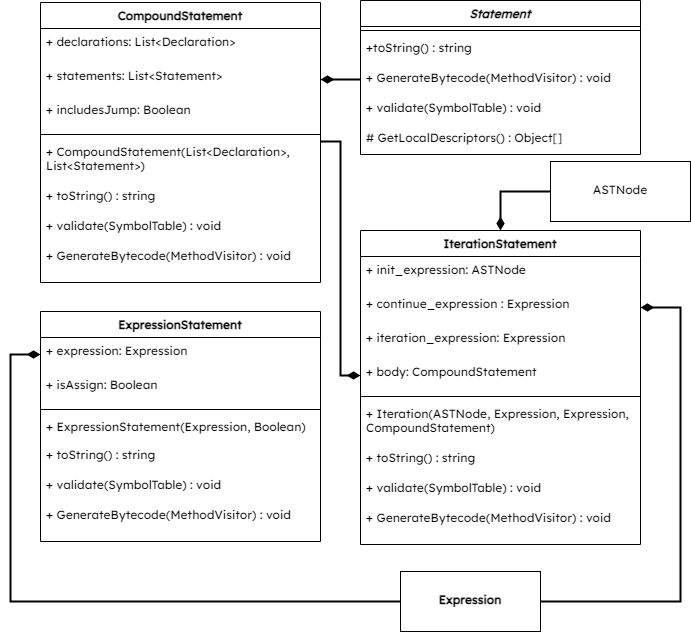 CompoundStatement
+ declarations: List<Declaration>
+ statements: List<Statement>
+ includesJump: Boolean
+ CompoundStatement(List<Declaration>,
List<Statement>)
+ toString() : string
+ validate(SymbolTable) : void
+ GenerateBytecode(MethodVisitor) : void
Statement
+toString() : string
+ GenerateBytecode(MethodVisitor) : void
+ validate(SymbolTable) : void
# GetLocalDescriptors() : Object[]
ASTNode
IterationStatement
+ init_expression: ASTNode
+ continue_expression : Expression
+ iteration_expression: Expression
+ body: CompoundStatement
+ Iteration(ASTNode, Expression, Expression,
CompoundStatement)
+ toString() : string
+ validate(SymbolTable) : void
+ GenerateBytecode(MethodVisitor) : void
ExpressionStatement
+ expression: Expression
+ isAssign: Boolean
+ ExpressionStatement(Expression, Boolean)
+ toString() : string
+ validate(SymbolTable) : void
+ GenerateBytecode(MethodVisitor) : void
Expression